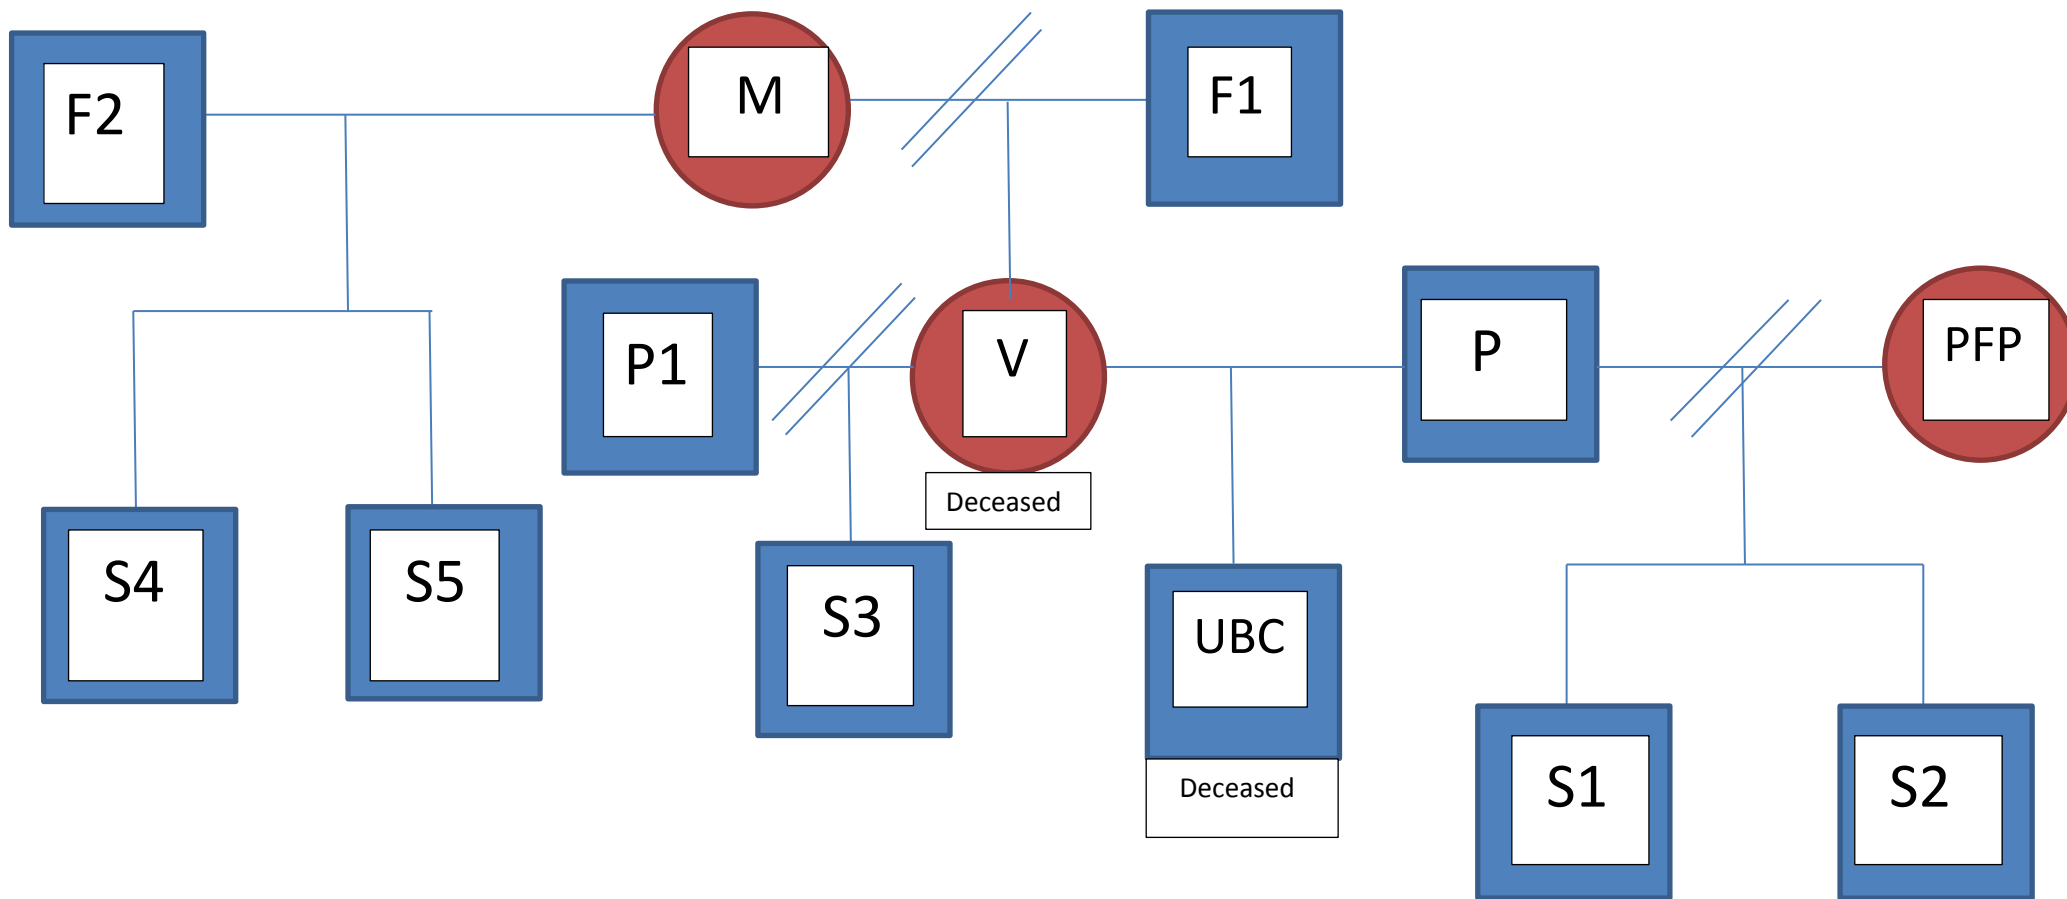 F2
M
F1
P1
V
P
PFP
Deceased
S4
S5
S3
UBC
Deceased
S1
S2